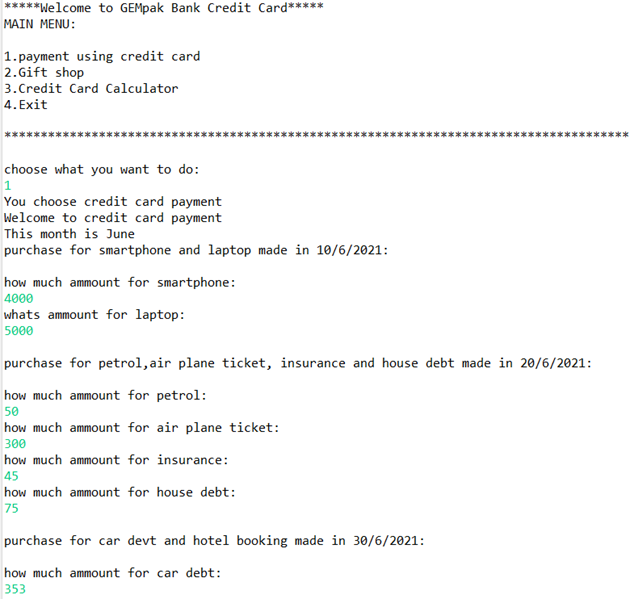 *****Welcome to GEMpak Bank Credit Card*****
MAIN MENU:
1.payment using credit card
2.Gift shop
3.Credit Card Calculator
4.Exit
**************************************************************************************
choose what you want to do:
1
You choose credit card payment
Welcome to credit card payment
This month is June
purchase for smartphone and laptop made in 10/6/2021:
how much ammount for smartphone:
4000
whats ammount for laptop:
5000
purchase for petrol,air plane ticket, insurance and house debt made in 20/6/2021:
how much ammount for petrol:
50
how much ammount for air plane ticket:
300
how much ammount for insurance:
45
how much ammount for house debt:
75
purchase for car devt and hotel booking made in 30/6/2021:
how much ammount for car debt:
353